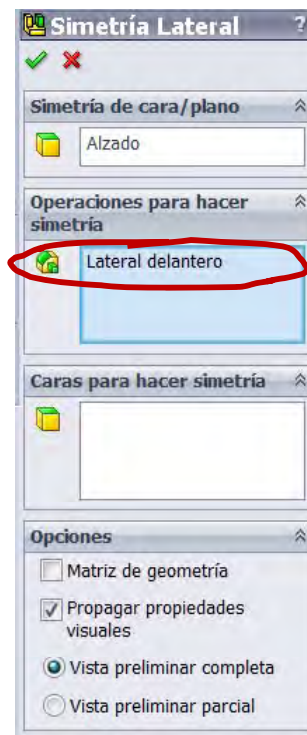 Simetría Lateral ?
Simetría de cara/plano
Alzado
Operaciones para hacer
simetría
Lateral delantero
Caras para hacer simetría
Opciones
Matriz de geometría
Propagar propiedades
visuales
Vista preliminar completa
Vista preliminar parcial